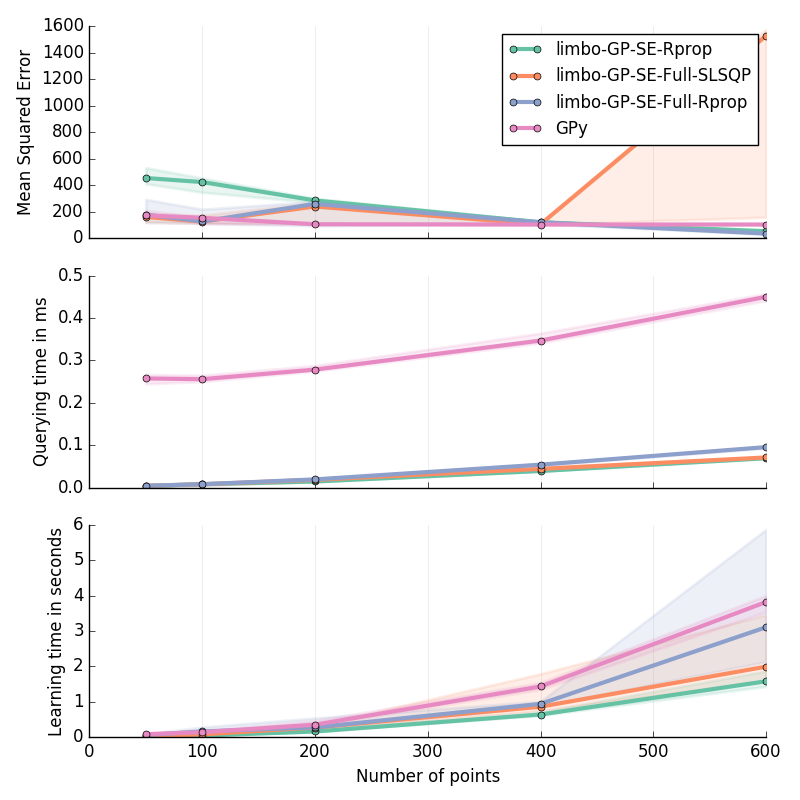 1600
1400
1200
1000
800
600
400
200
0
Mean Squared Error
limbo-GP-SE-Rprop
limbo-GP-SE-Full-SLSQP
limbo-GP-SE-Full-Rprop
GPy
0.5
0.4
0.3
0.2
0.1
0.0
Querying time in ms
6
5
4
3
2
1
0
Learning time in seconds
0 100 200 300 400 500 600
Number of points